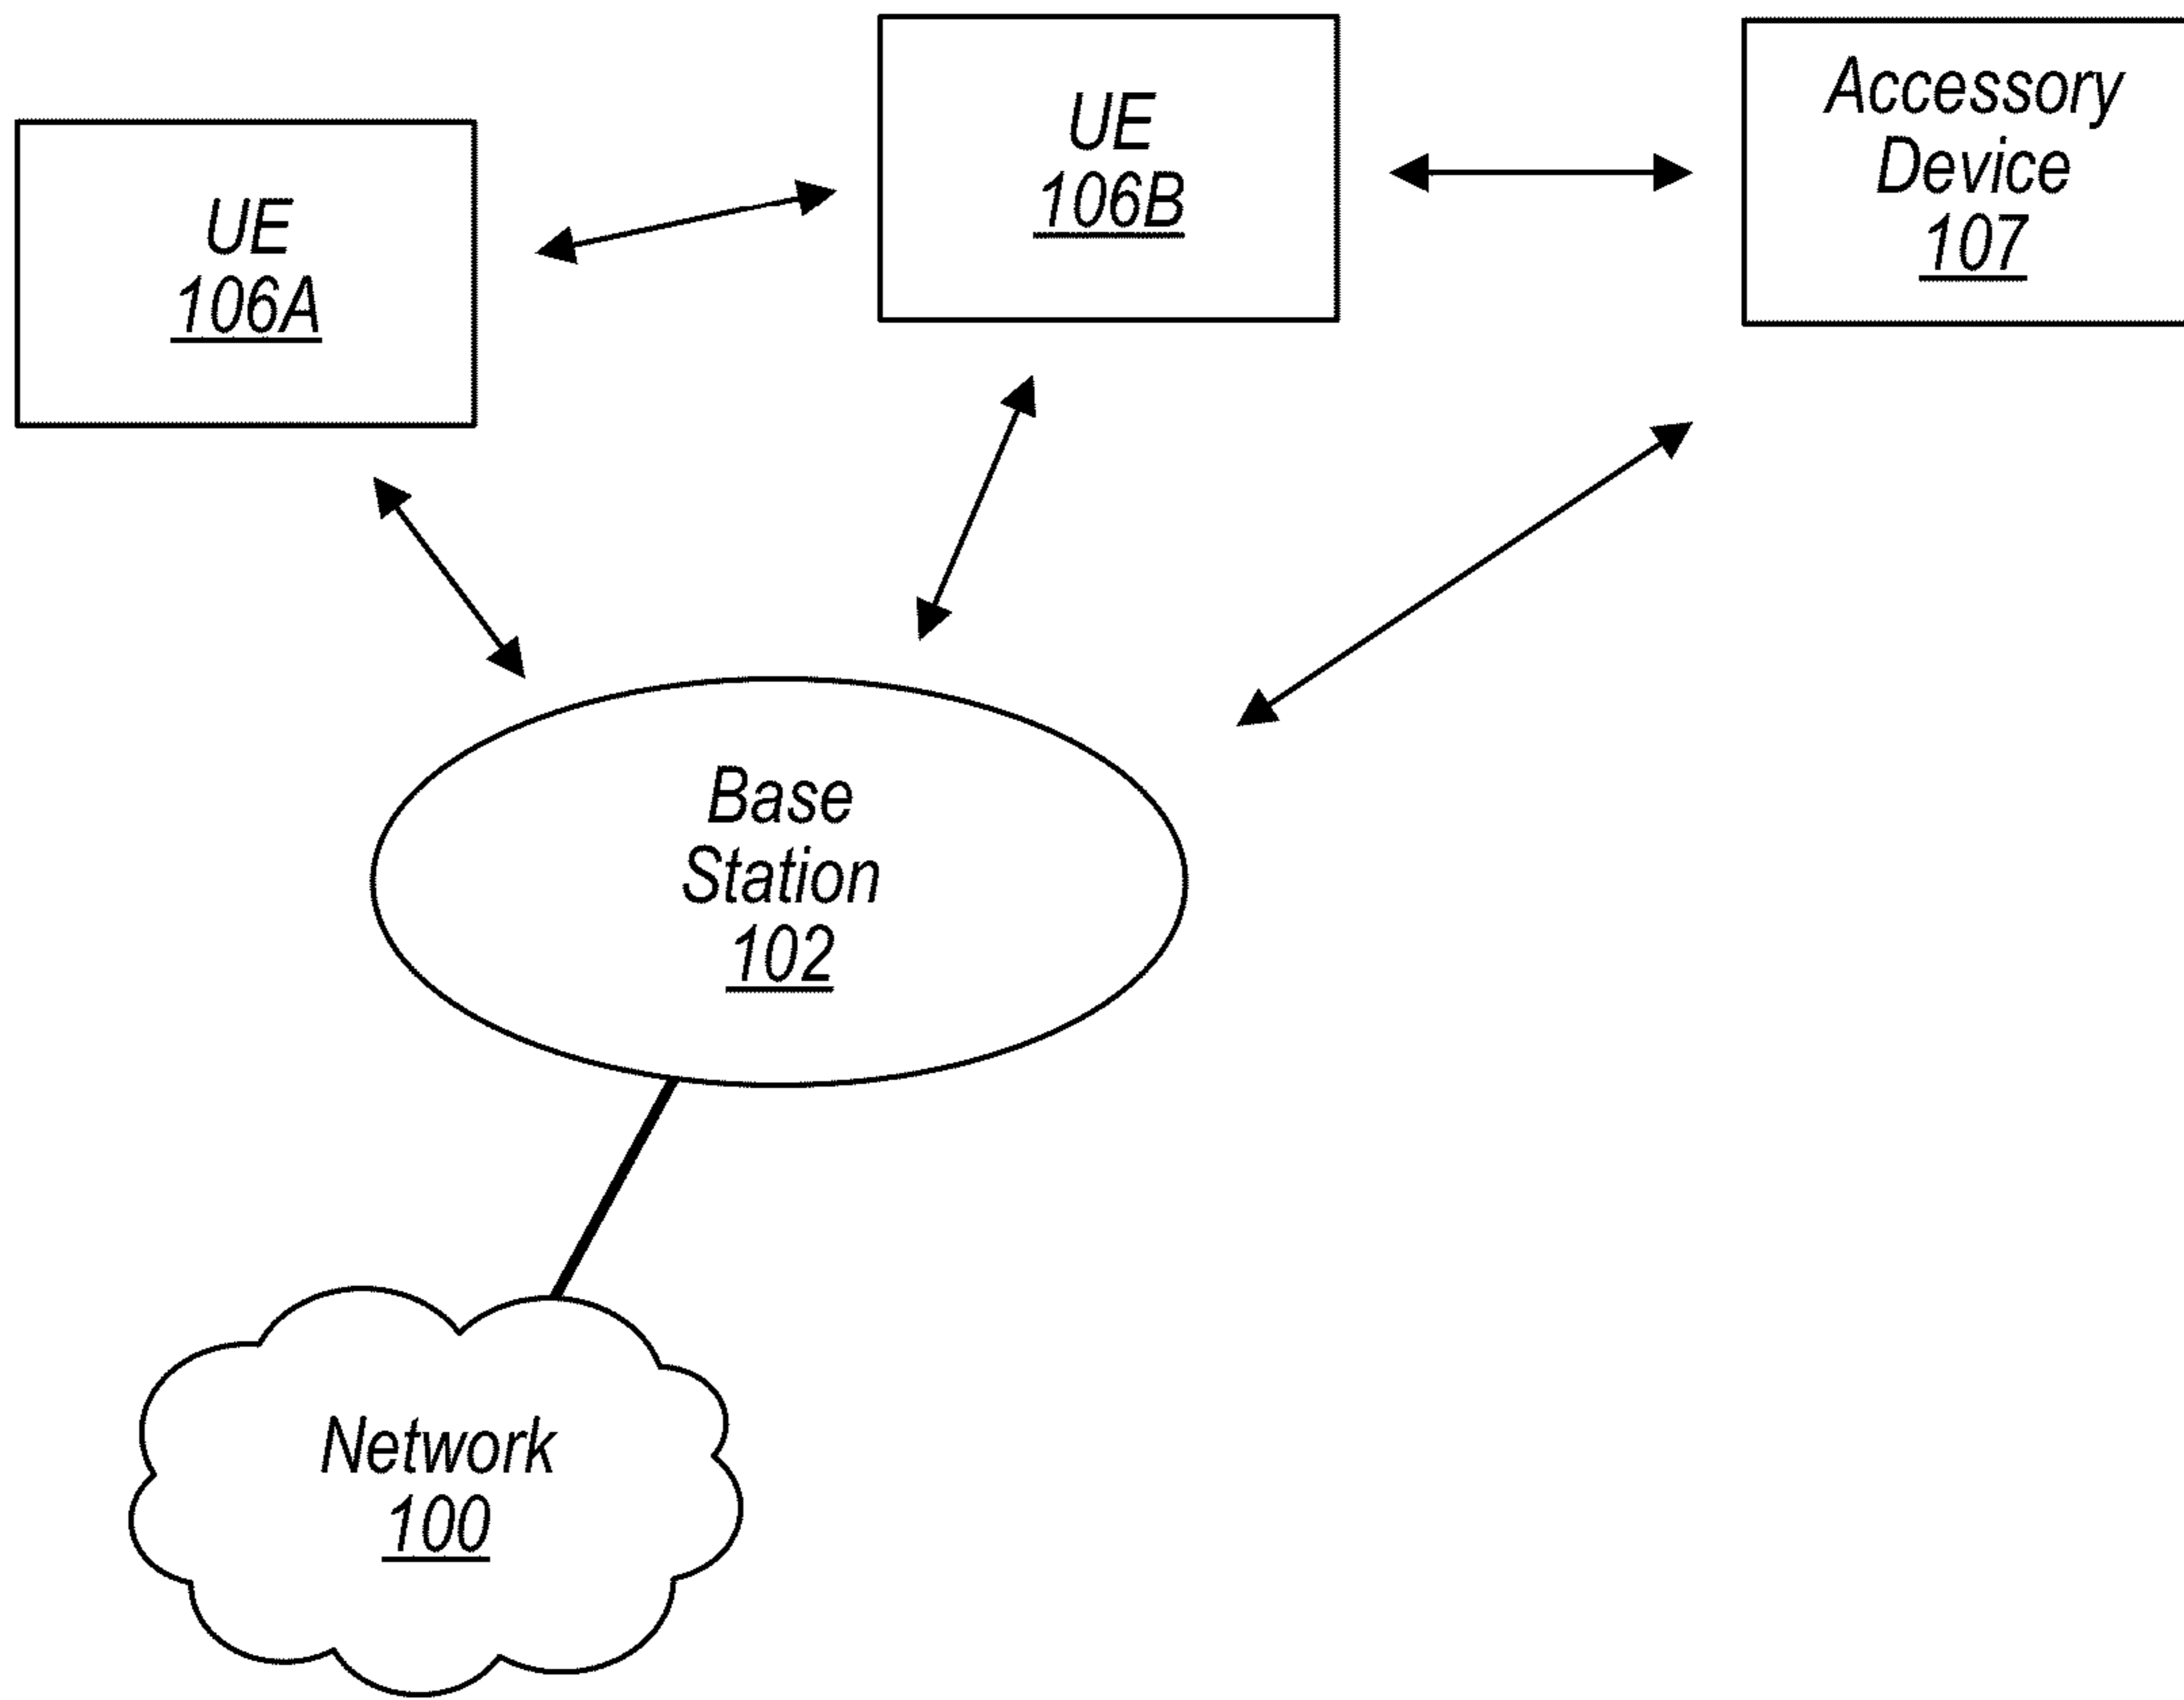 UE
106A
UE
106B
Accessory
Device
107
Base
Station
102
Network
100